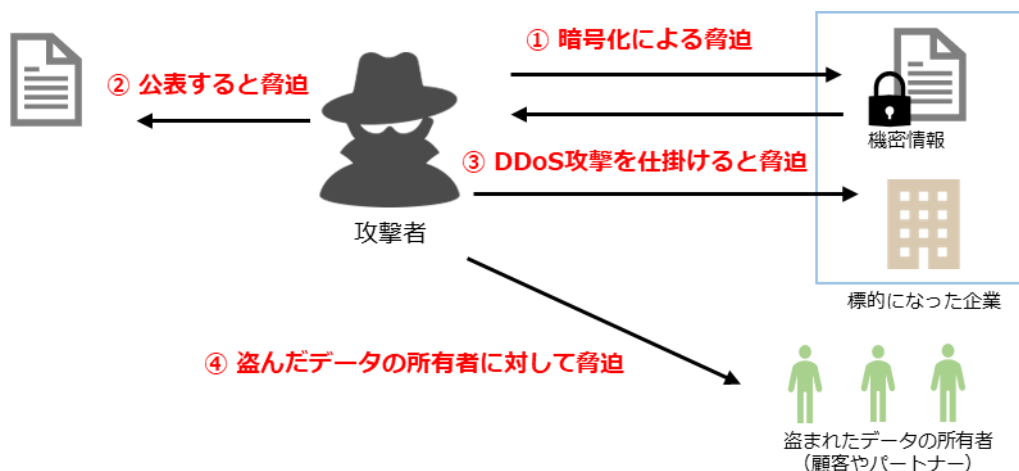 ① 暗号化による脅迫
② 公表すると脅迫
機密情報
③ DDoS攻撃を仕掛けると脅迫
攻撃者
標的になった企業
④ 盗んだデータの所有者に対して脅迫
盗まれたデータの所有者
（顧客やパートナー）